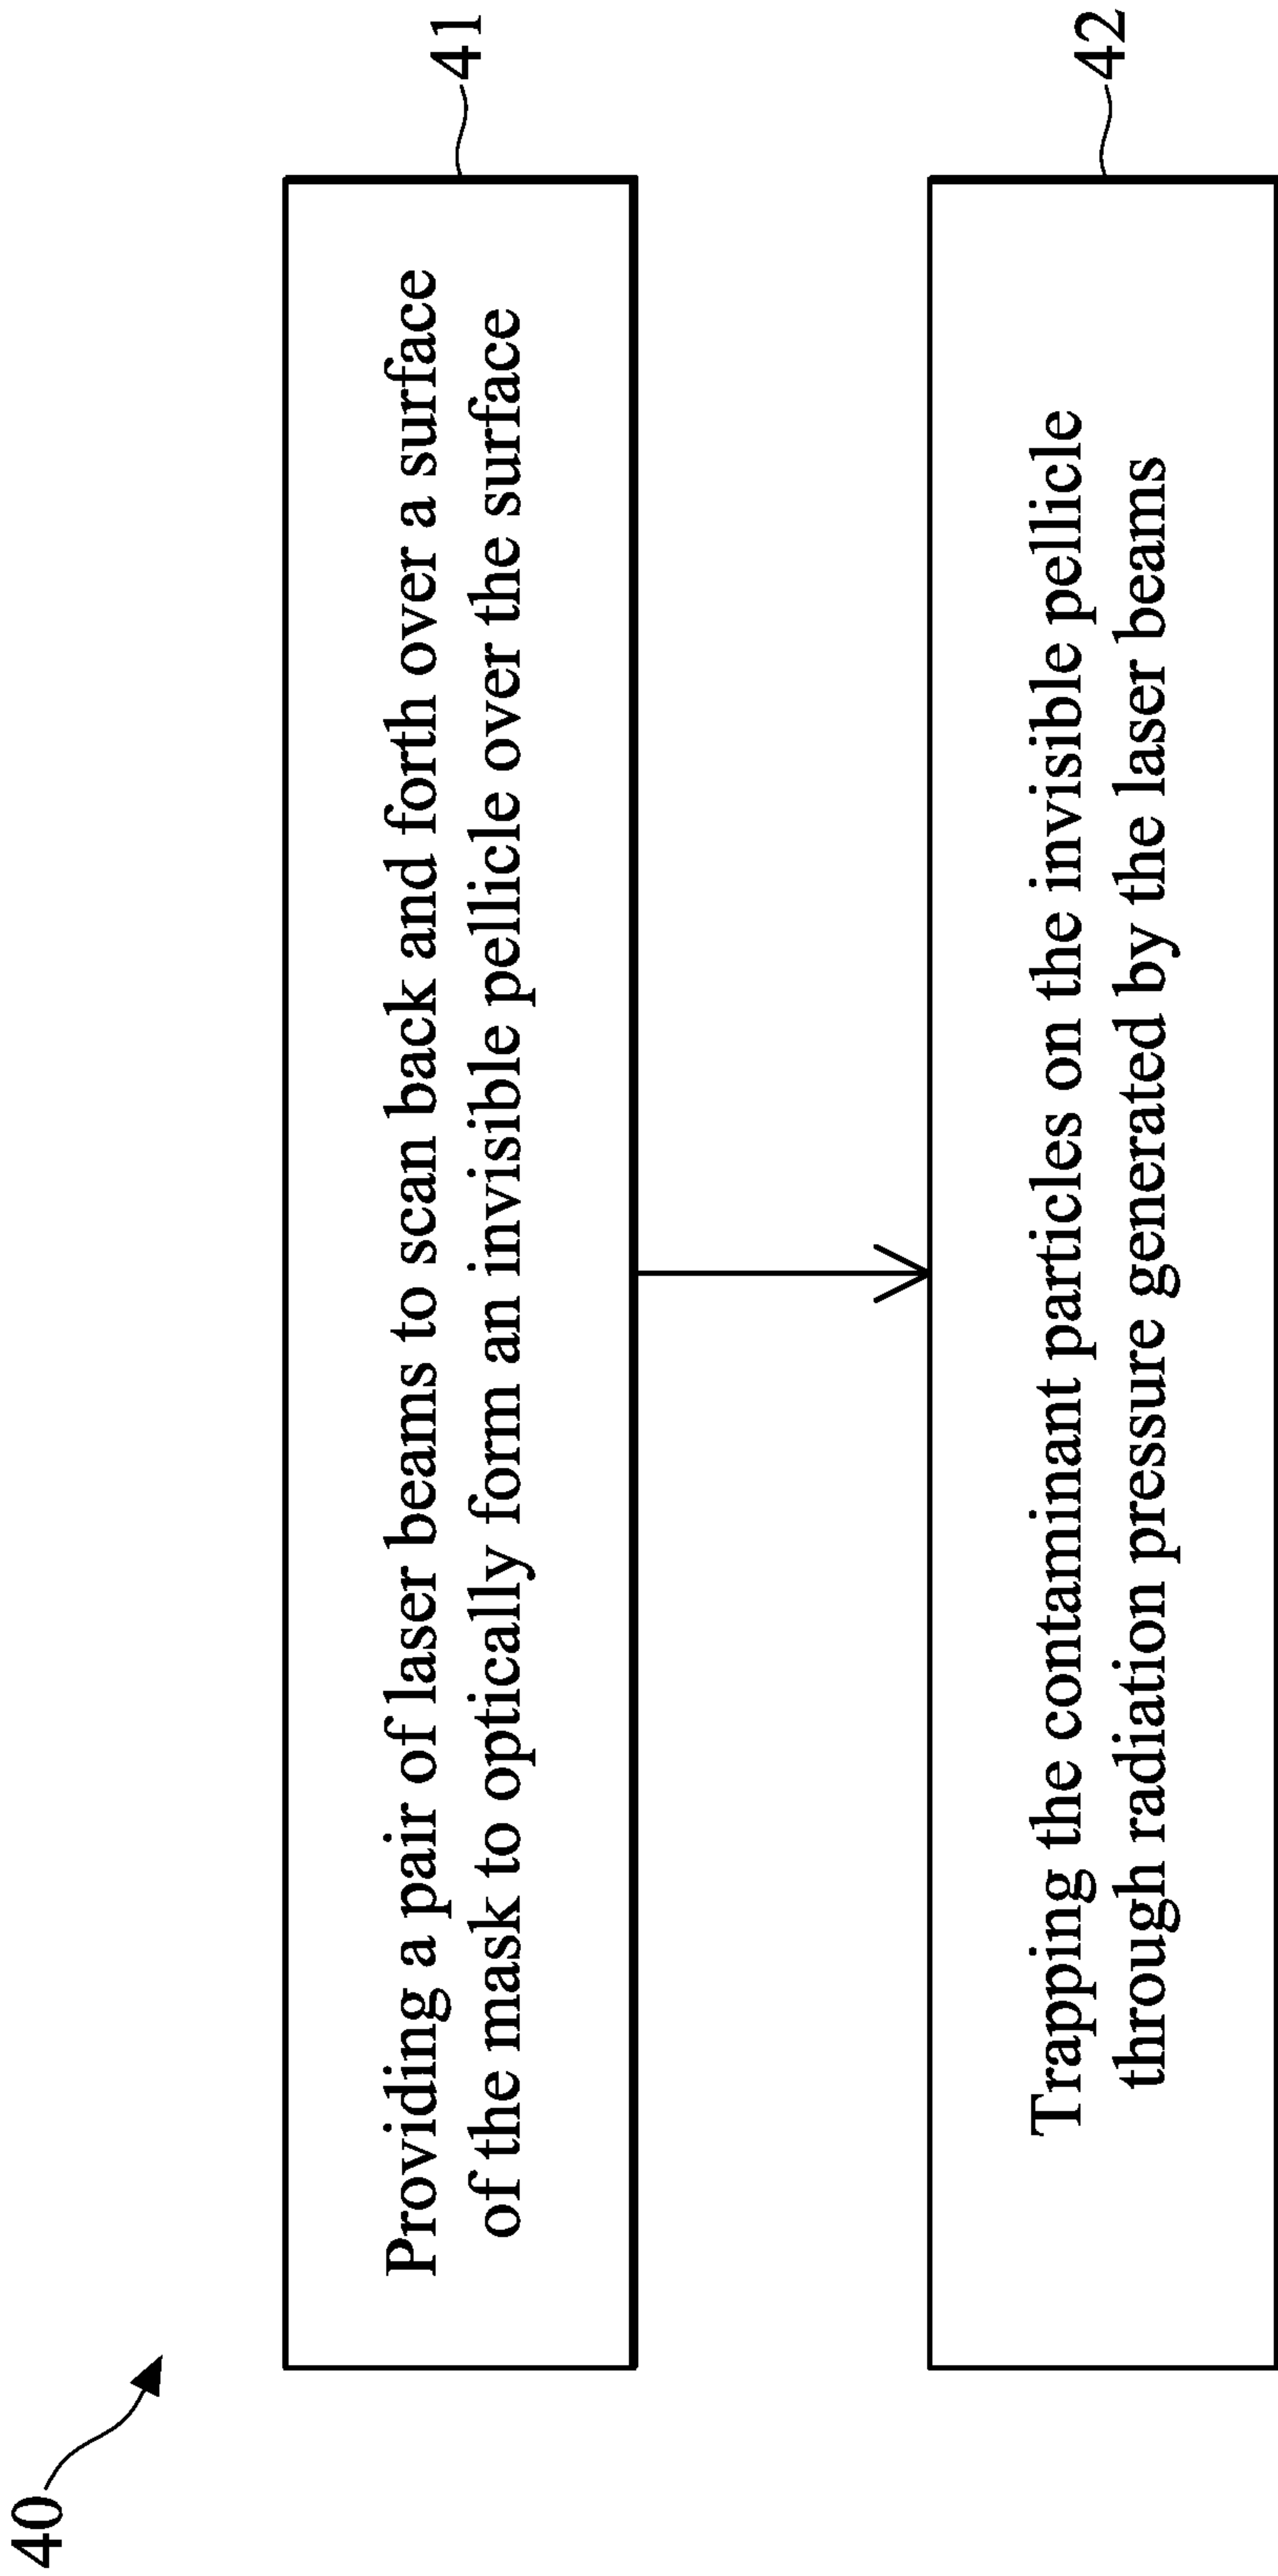 40
Providing a pair of laser beams to scan back and forth over a surface
of the mask to optically form an invisible pellicle over the surface
41
Trapping the contaminant particles on the invisible pellicle
through radiation pressure generated by the laser beams
42